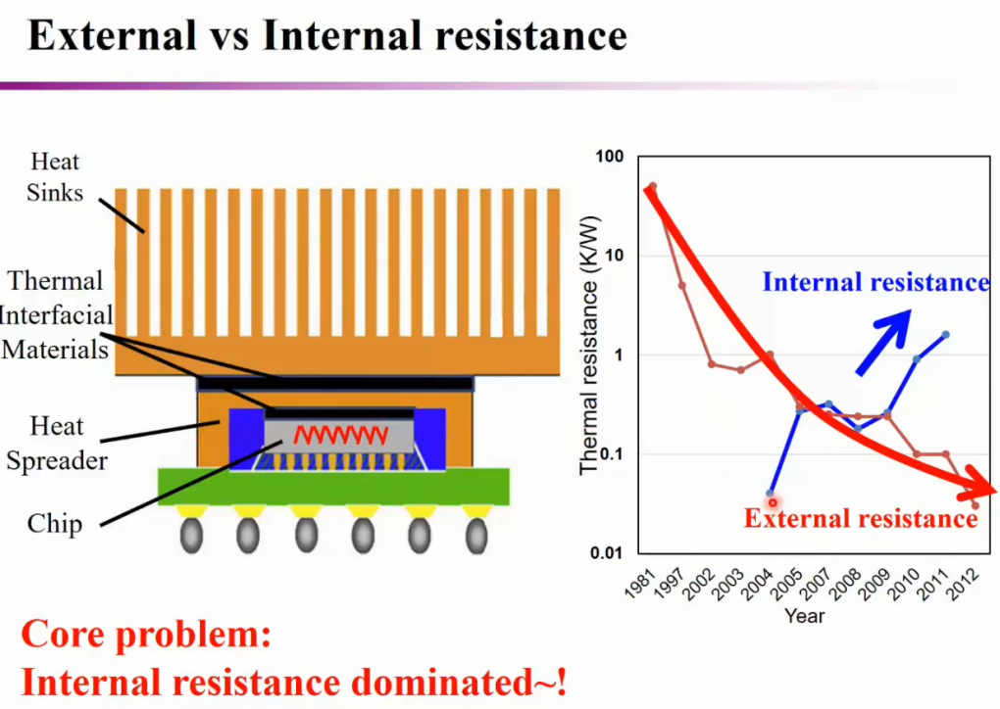 External vs Internal resistance
Heat
Sinks
Thermal
Interfacial
Materials
Heat
Spreader
Chip
100
10
1
0.1
0.01
Thermal resistance (K/W)
Internal resistance
External resistance
1981
1997
2002
2003
2004
2005
2007
2008
2009
2010
2011
2012
Year
Core problem:
Internal resistance dominated~!